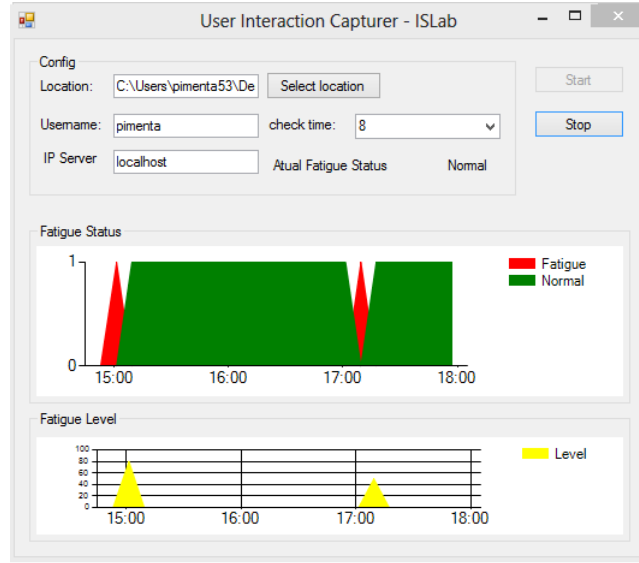 User Interaction Capturer - ISLab
Config
Location: C:\Users\pimenta53\De Select location
Start
Username: pimenta check time: 8
Stop
IP Server localhost Atual Fatigue Status Normal
Fatigue Status
1
0
15:00 16:00 17:00 18:00
Fatigue
Normal
Fatigue Level
100
80
60
40
20
0
15:00 16:00 17:00 18:00
Level